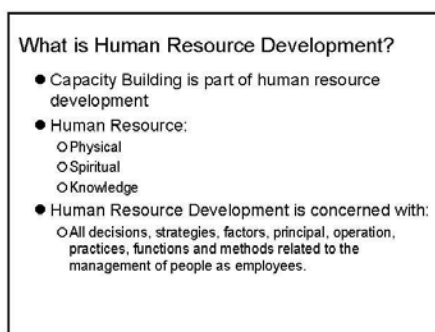 What is Human Resource Development?
● Capacity Building is part of human resource
development
● Human Resource:
○ Physical
○ Spiritual
○ Knowledge
● Human Resource Development is concerned with:
○ All decisions, strategies, factors, principal, operation,
practices, functions and methods related to the
management of people as employees.